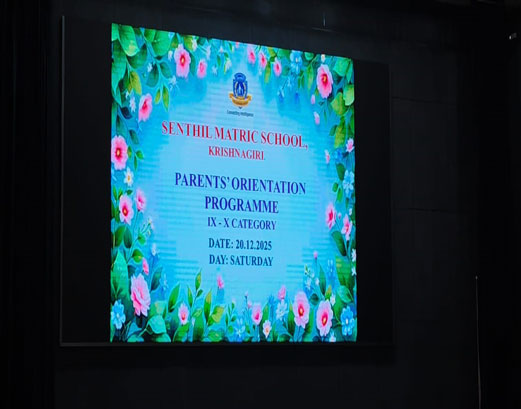 SENTHIL MATRIC SCHOOL,
KRISHNAGIRI.
PARENTS' ORIENTATION
PROGRAMME
IX - X CATEGORY
DATE: 20.12.2025
DAY: SATURDAY